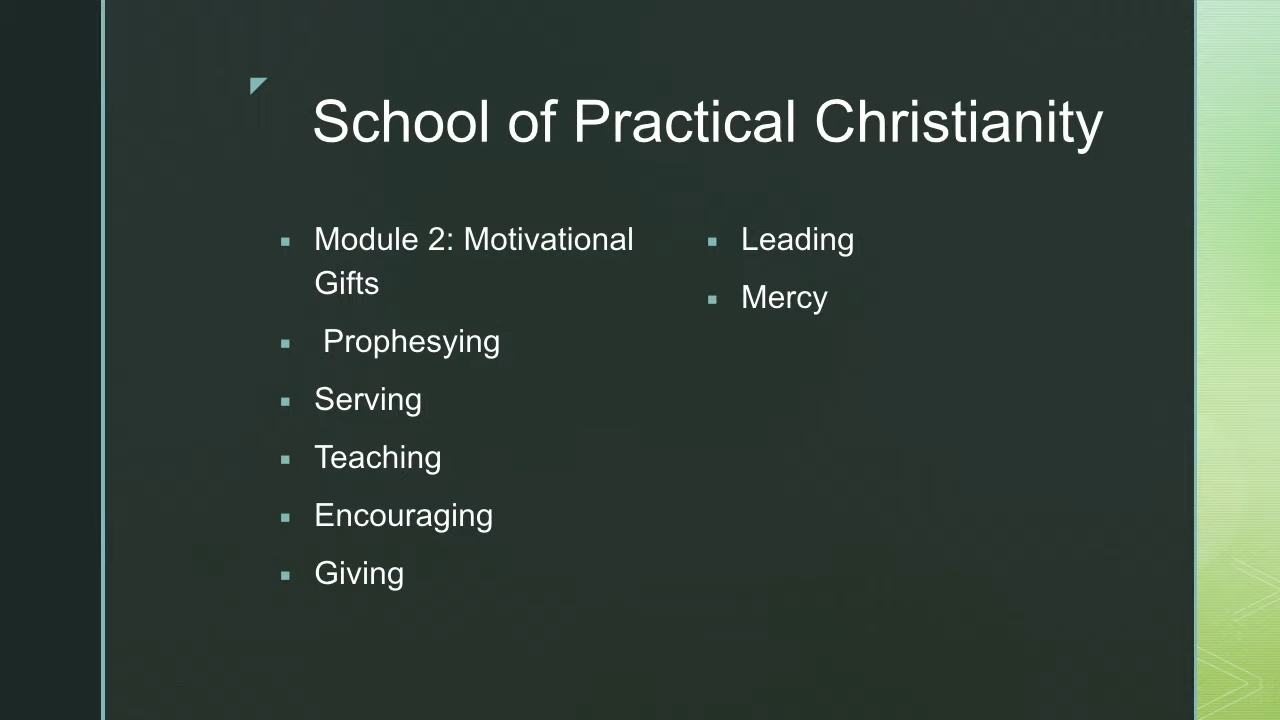 School of Practical Christianity
Module 2: Motivational
Gifts
Prophesying
Serving
Teaching
Encouraging
Giving
Leading
Mercy